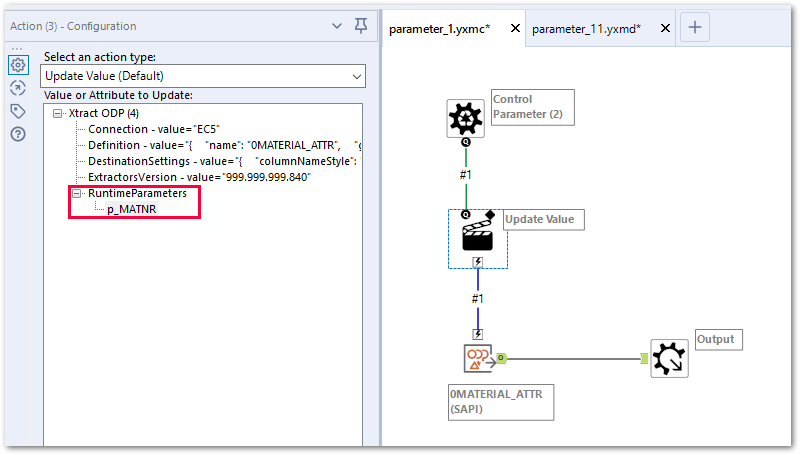 Action (3) - Configuration
Select an action type:
Update Value (Default)
Value or Attribute to Update:
Xtract ODP (4)
Connection - value="EC5"
Definition - value="{ "name": "0MATERIAL_ATTR", "g
DestinationSettings - value="{ "columnNameStyle": "
ExtractorsVersion - value="999.999.999.840"
RuntimeParameters
p_MATNR
parameter_1.yxmc*
parameter_11.yxmd*
Control
Parameter (2)
#1
Update Value
#1
Output
0MATERIAL_ATTR
(SAPI)